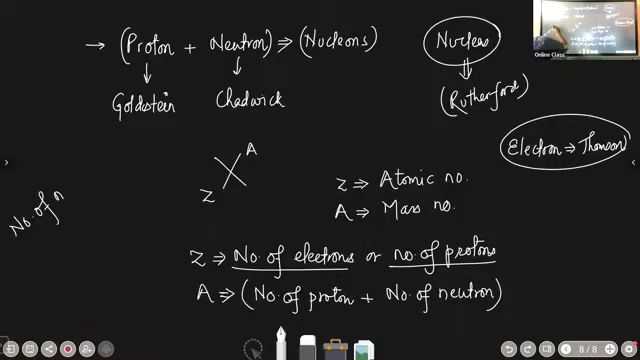 → (Proton + Neutron) ⇒ (Nucleons)
Goldstein
Chadwick
Nucleus
(Rutherford)
Electron ⇒ Thomson
X A Z
Z ⇒ Atomic no.
A ⇒ Mass no.
No. of n
Z ⇒ No. of electrons or no. of protons
A ⇒ (No. of proton + No. of neutron)
Online Class
8 / 8